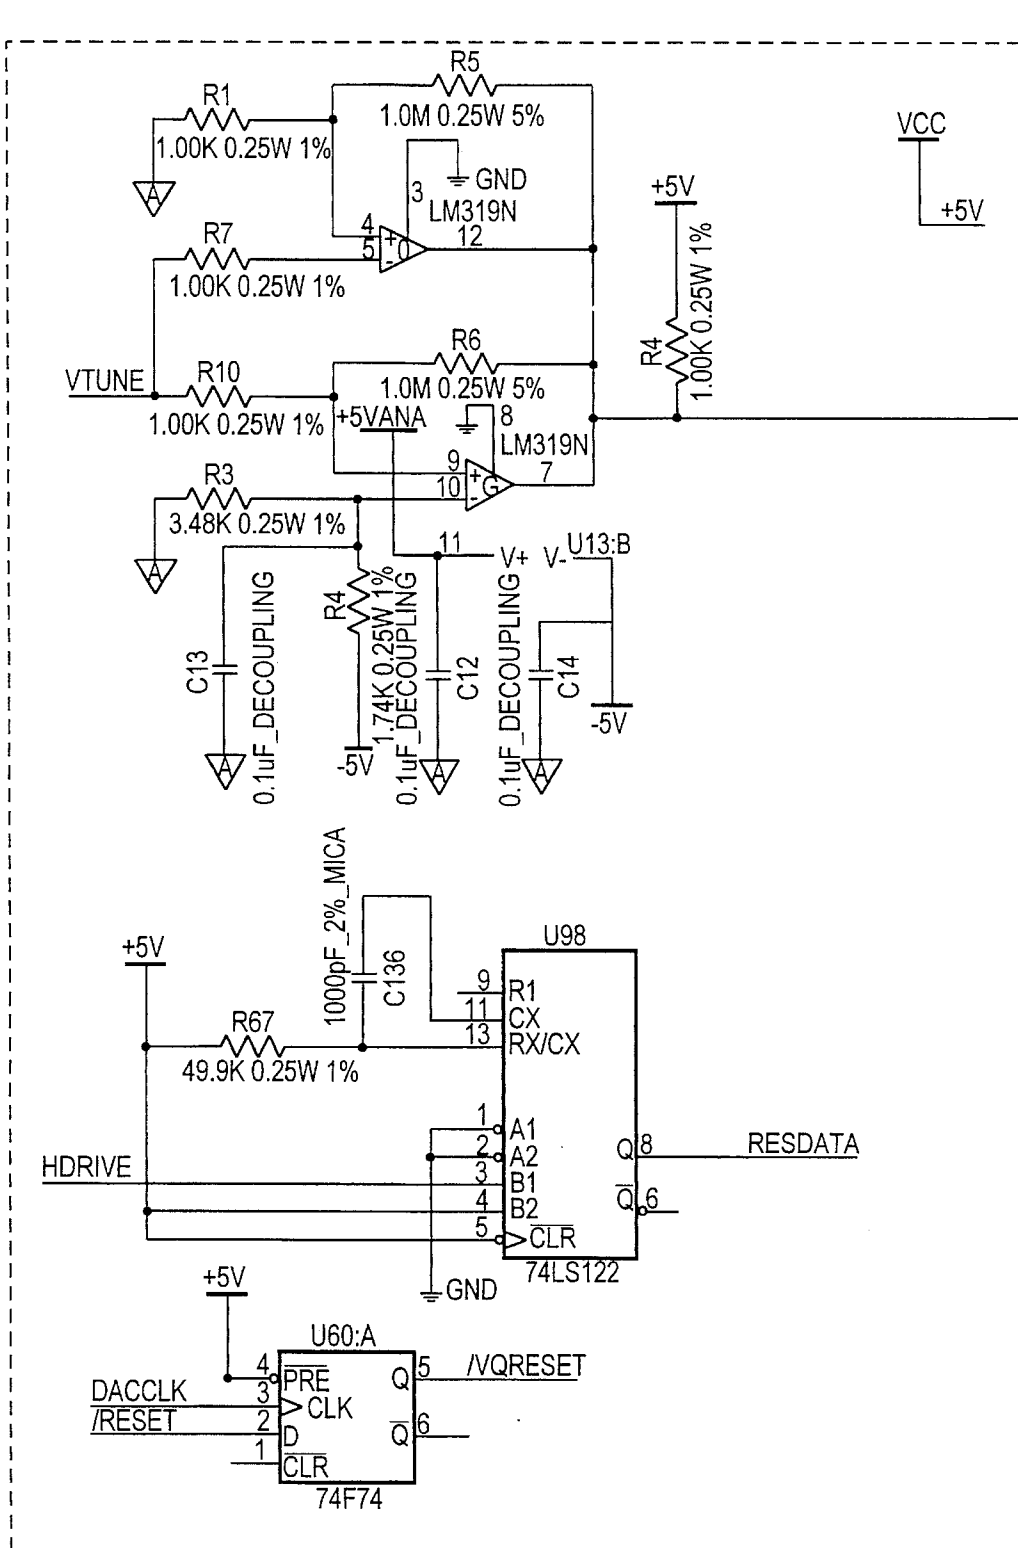 R5
1.0M 0.25W 5%
R1
1.00K 0.25W 1%
A
GND
3
LM319N
4
5
+
-
0
12
R7
1.00K 0.25W 1%
VCC
+5V
+5V
R4
1.00K 0.25W 1%
R6
1.0M 0.25W 5%
VTUNE
R10
1.00K 0.25W 1%
+5VANA
8
LM319N
9
10
+
-
G
7
R3
3.48K 0.25W 1%
A
11
V+
V-
U13:B
C13
0.1uF_DECOUPLING
A
R4
1.74K 0.25W 1%
-5V
0.1uF_DECOUPLING
C12
A
0.1uF_DECOUPLING
C14
A
-5V
1000pF_2%_MICA
C136
+5V
R67
49.9K 0.25W 1%
U98
9
R1
11
CX
13
RX/CX
1
A1
2
A2
HDRIVE
3
B1
4
B2
5
CLR
Q
8
RESDATA
Q
6
74LS122
GND
+5V
U60:A
4
PRE
DACCLK
3
CLK
/RESET
2
D
1
CLR
Q
5
/VQRESET
Q
6
74F74